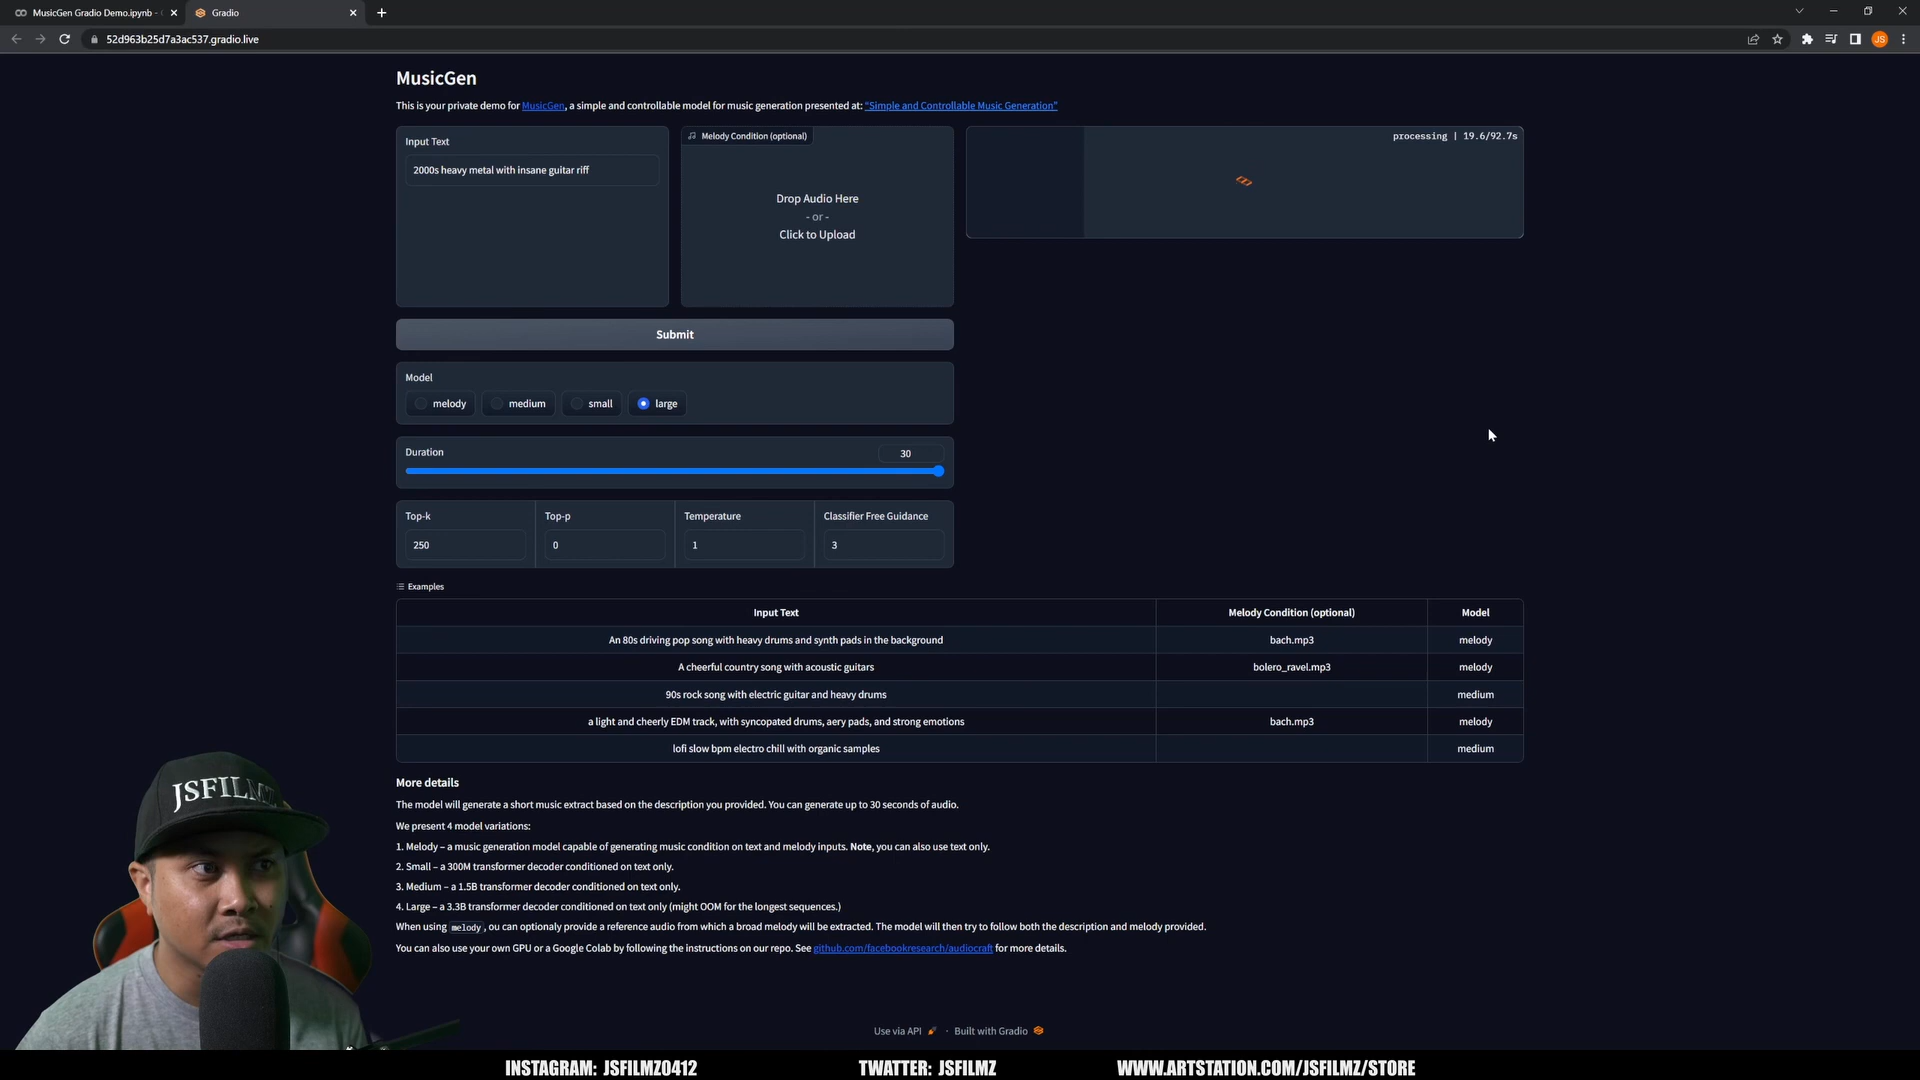 MusicGen Gradio Demo.ipynb -
Gradio
52d963b25d7a3ac537.gradio.live
JS
MusicGen
This is your private demo for MusicGen, a simple and controllable model for music generation presented at: "Simple and Controllable Music Generation"
Input Text
2000s heavy metal with insane guitar riff
Melody Condition (optional)
Drop Audio Here
- or -
Click to Upload
processing | 19.6/92.7s
Submit
Model
melody medium small large
Duration
30
Top-k Top-p Temperature Classifier Free Guidance
250 0 1 3
Examples
Input Text Melody Condition (optional) Model
An 80s driving pop song with heavy drums and synth pads in the background bach.mp3 melody
A cheerful country song with acoustic guitars bolero_ravel.mp3 melody
90s rock song with electric guitar and heavy drums medium
a light and cheerly EDM track, with syncopated drums, aery pads, and strong emotions bach.mp3 melody
lofi slow bpm electro chill with organic samples medium
More details
The model will generate a short music extract based on the description you provided. You can generate up to 30 seconds of audio.
We present 4 model variations:
1. Melody – a music generation model capable of generating music condition on text and melody inputs. Note, you can also use text only.
2. Small – a 300M transformer decoder conditioned on text only.
3. Medium – a 1.5B transformer decoder conditioned on text only.
4. Large – a 3.3B transformer decoder conditioned on text only (might OOM for the longest sequences.)
When using melody, ou can optionaly provide a reference audio from which a broad melody will be extracted. The model will then try to follow both the description and melody provided.
You can also use your own GPU or a Google Colab by following the instructions on our repo. See github.com/facebookresearch/audiocraft for more details.
JSFILMZ
Use via API · Built with Gradio
INSTAGRAM: JSFILMZ0412 TWATTER: JSFILMZ WWW.ARTSTATION.COM/JSFILMZ/STORE